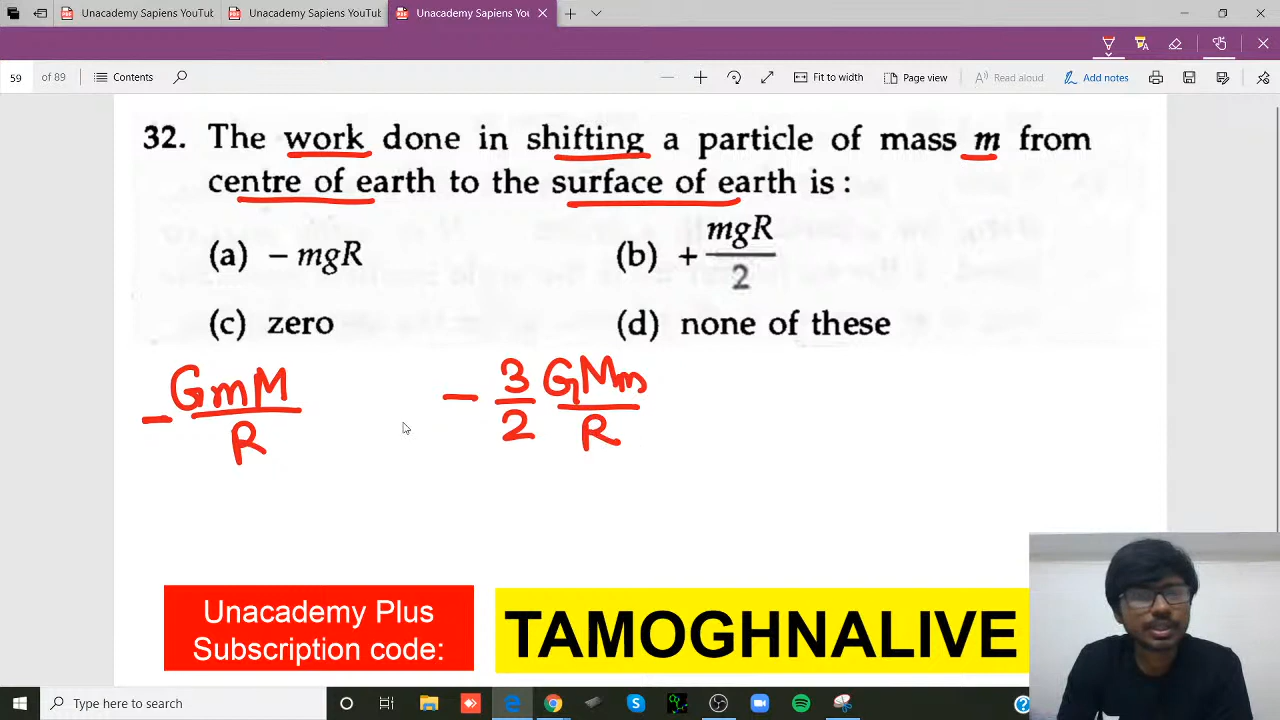 Unacademy Sapiens YouTub
Unacademy Sapiens YouTub
Unacademy Sapiens YouTub
59 of 89 Contents Fit to width Page view Read aloud Add notes
32. The work done in shifting a particle of mass m from
centre of earth to the surface of earth is :
(a) – mgR (b) + mgR/2
(c) zero (d) none of these
– GmM/R – 3/2 GMm/R
Unacademy Plus
Subscription code:
TAMOGHNALIVE
Type here to search